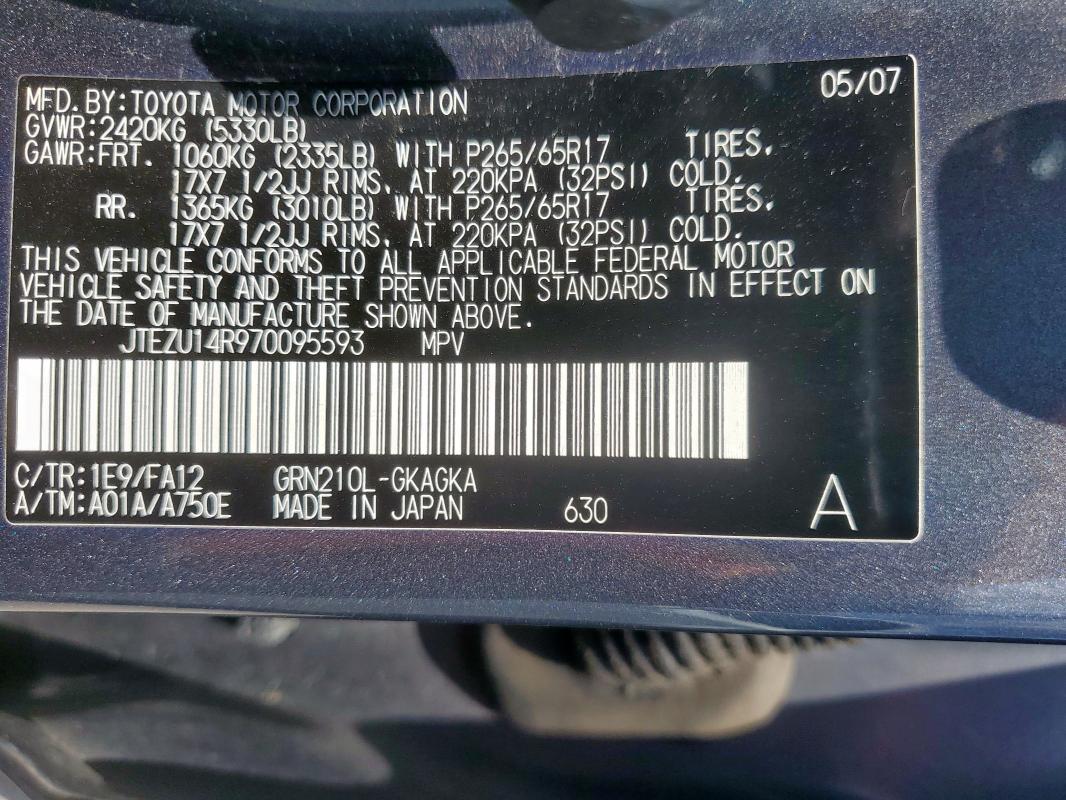 05/07
MFD. BY: TOYOTA MOTOR CORPORATION
GVWR: 2420KG (5330LB)
GAWR: FRT. 1060KG (2335LB) WITH P265/65R17 TIRES,
17X7 1/2JJ RIMS, AT 220KPA (32PSI) COLD.
RR. 1365KG (3010LB) WITH P265/65R17 TIRES,
17X7 1/2JJ RIMS, AT 220KPA (32PSI) COLD.
THIS VEHICLE CONFORMS TO ALL APPLICABLE FEDERAL MOTOR
VEHICLE SAFETY AND THEFT PREVENTION STANDARDS IN EFFECT ON
THE DATE OF MANUFACTURE SHOWN ABOVE.
JTEZU14R970095593 MPV
C/TR: 1E9/FA12 GRN210L-GKAGKA
A/TM: A01A/A750E MADE IN JAPAN 630 A